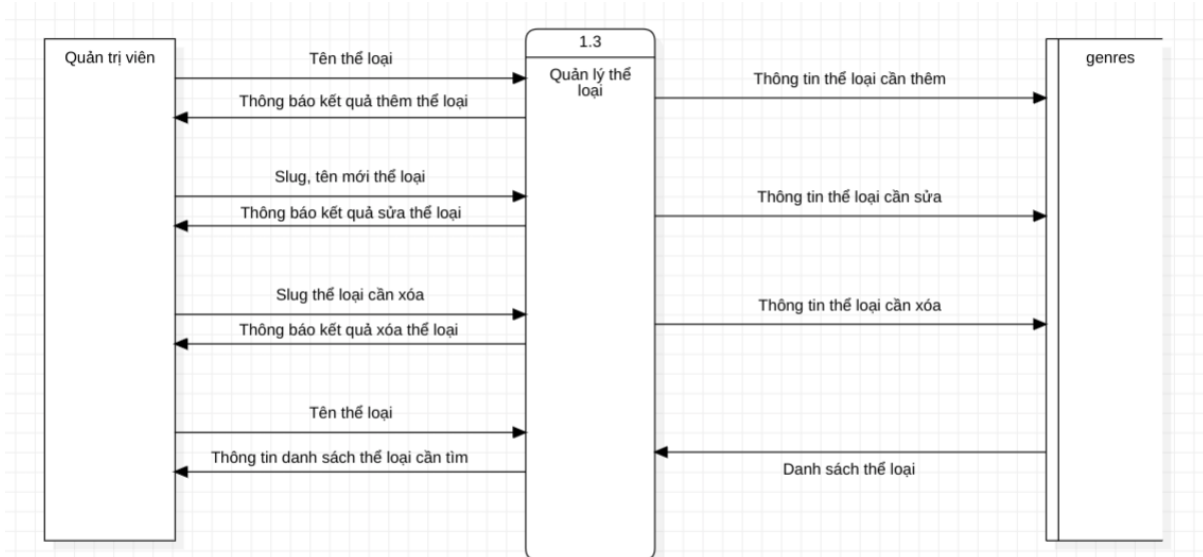 Quản trị viên
Tên thể loại
Thông báo kết quả thêm thể loại
Slug, tên mới thể loại
Thông báo kết quả sửa thể loại
Slug thể loại cần xóa
Thông báo kết quả xóa thể loại
Tên thể loại
Thông tin danh sách thể loại cần tìm
1.3
Quản lý thể
loại
Thông tin thể loại cần thêm
Thông tin thể loại cần sửa
Thông tin thể loại cần xóa
Danh sách thể loại
genres